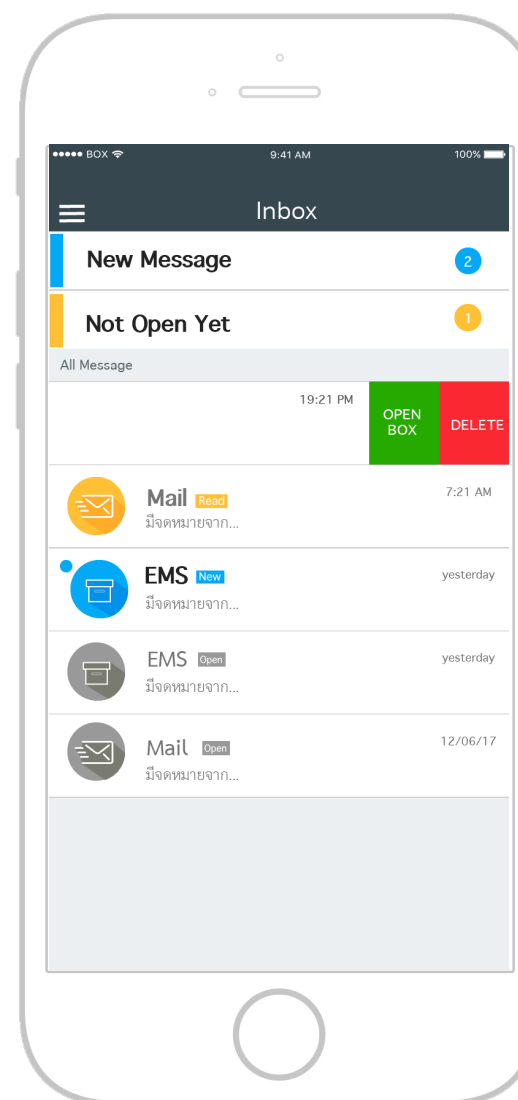 BOX 9:41 AM 100%
Inbox
New Message 2
Not Open Yet 1
All Message
19:21 PM
OPEN BOX
DELETE
Mail Read 7:21 AM
มีจดหมายจาก...
EMS New yesterday
มีจดหมายจาก...
EMS Open yesterday
มีจดหมายจาก...
Mail Open 12/06/17
มีจดหมายจาก...